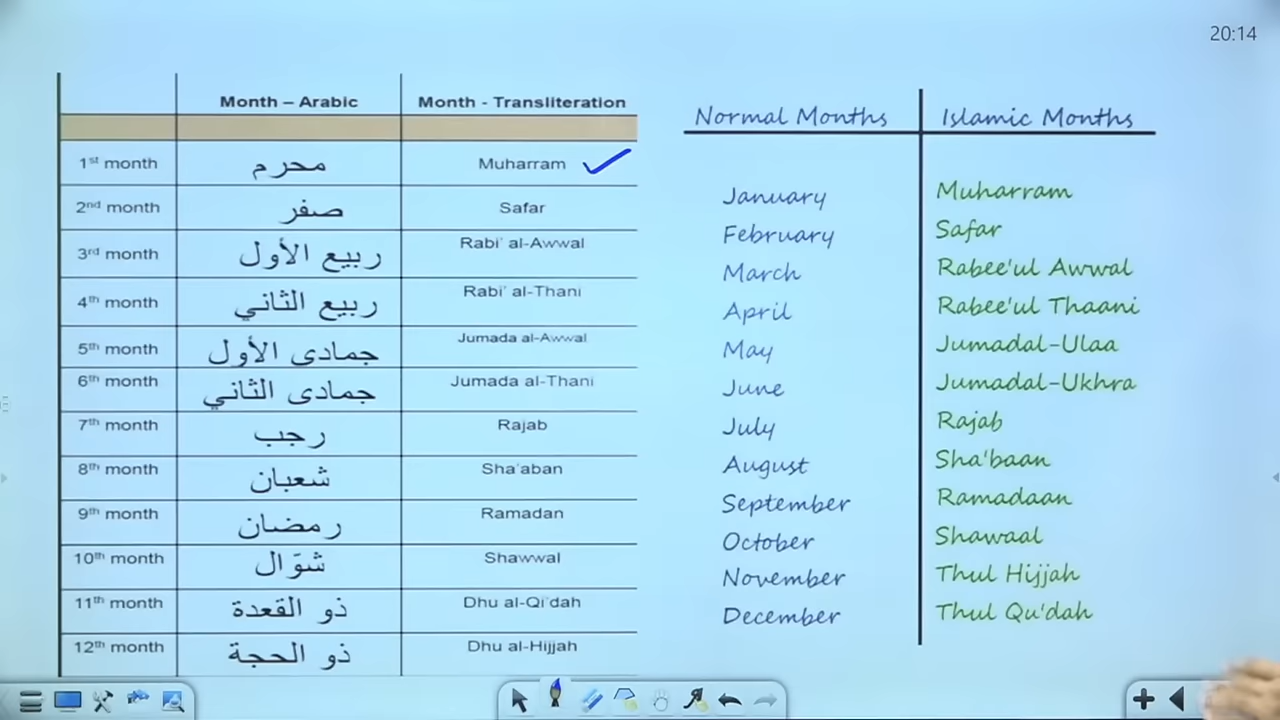 20:14
Month – Arabic Month - Transliteration
1st month محرم Muharram
2nd month صفر Safar
3rd month ربيع الأول Rabi' al-Awwal
4th month ربيع الثاني Rabi' al-Thani
5th month جمادى الأول Jumada al-Awwal
6th month جمادى الثاني Jumada al-Thani
7th month رجب Rajab
8th month شعبان Sha'aban
9th month رمضان Ramadan
10th month شوّال Shawwal
11th month ذو القعدة Dhu al-Qi'dah
12th month ذو الحجة Dhu al-Hijjah
Normal Months Islamic Months
January Muharram
February Safar
March Rabee'ul Awwal
April Rabee'ul Thaani
May Jumadal-Ulaa
June Jumadal-Ukhra
July Rajab
August Sha'baan
September Ramadaan
October Shawaal
November Thul Hijjah
December Thul Qu'dah